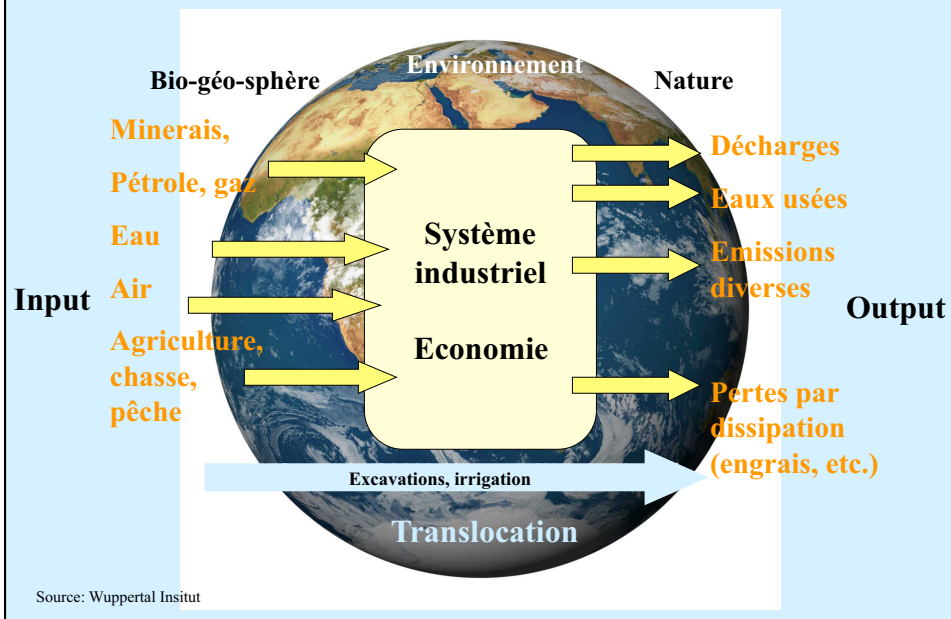 Environnement
Bio-géo-sphère
Nature
Minerais,
Pétrole, gaz
Eau
Air
Agriculture,
chasse,
pêche
Input
Système
industriel
Economie
Décharges
Eaux usées
Emissions
diverses
Pertes par
dissipation
(engrais, etc.)
Output
Excavations, irrigation
Translocation
Source: Wuppertal Insitut